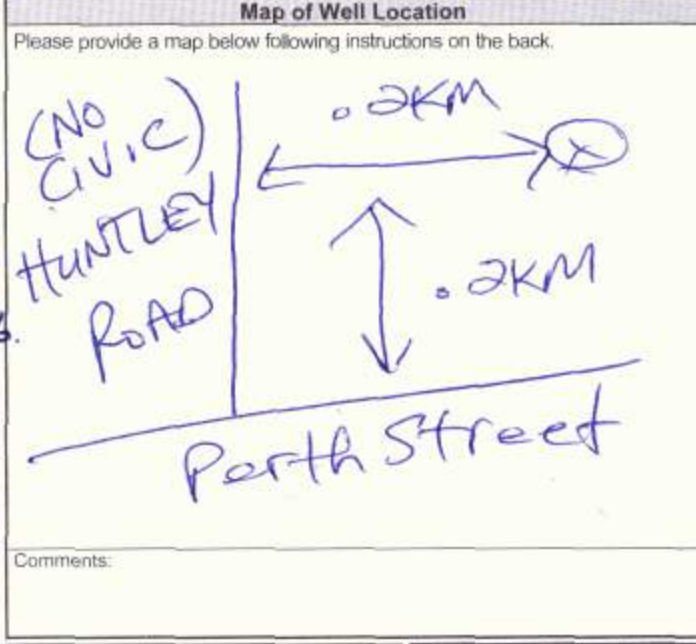 Map of Well Location
Please provide a map below following instructions on the back.
(NO
CIVIC)
HUNTLEY
ROAD
.2KM
X
.2KM
Perth Street
Comments: